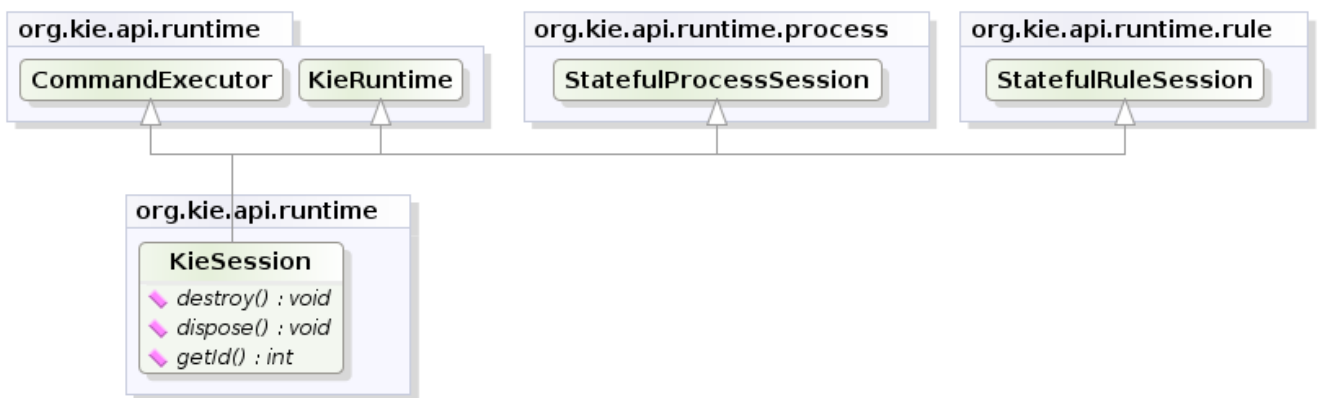 org.kie.api.runtime
org.kie.api.runtime.process
org.kie.api.runtime.rule
CommandExecutor
KieRuntime
StatefulProcessSession
StatefulRuleSession
org.kie.api.runtime
KieSession
destroy() : void
dispose() : void
getId() : int